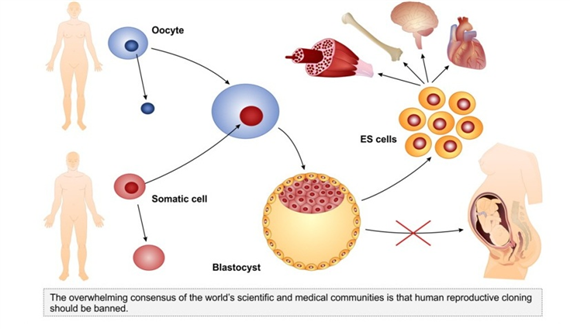 Oocyte
ES cells
Somatic cell
Blastocyst
The overwhelming consensus of the world's scientific and medical communities is that human reproductive cloning
should be banned.